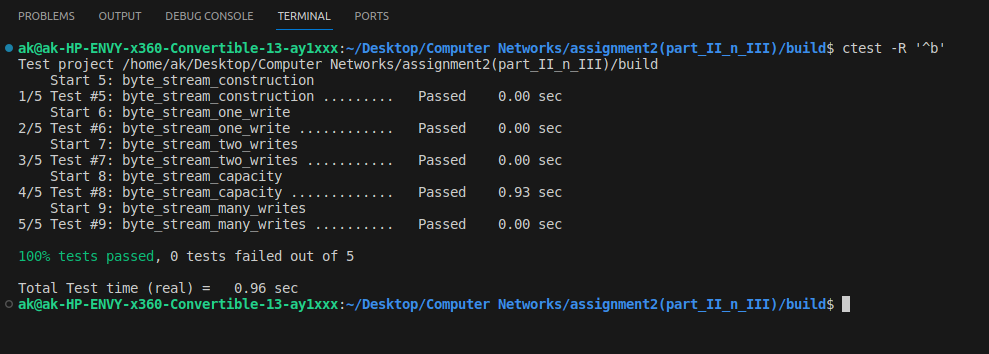 PROBLEMS OUTPUT DEBUG CONSOLE TERMINAL PORTS
ak@ak-HP-ENVY-x360-Convertible-13-ay1xxx:~/Desktop/Computer Networks/assignment2(part_II_n_III)/build$ ctest -R '^b'
Test project /home/ak/Desktop/Computer Networks/assignment2(part_II_n_III)/build
    Start 5: byte_stream_construction
1/5 Test #5: byte_stream_construction .........   Passed    0.00 sec
    Start 6: byte_stream_one_write
2/5 Test #6: byte_stream_one_write ............   Passed    0.00 sec
    Start 7: byte_stream_two_writes
3/5 Test #7: byte_stream_two_writes ...........   Passed    0.00 sec
    Start 8: byte_stream_capacity
4/5 Test #8: byte_stream_capacity .............   Passed    0.93 sec
    Start 9: byte_stream_many_writes
5/5 Test #9: byte_stream_many_writes ..........   Passed    0.00 sec
100% tests passed, 0 tests failed out of 5
Total Test time (real) =   0.96 sec
ak@ak-HP-ENVY-x360-Convertible-13-ay1xxx:~/Desktop/Computer Networks/assignment2(part_II_n_III)/build$